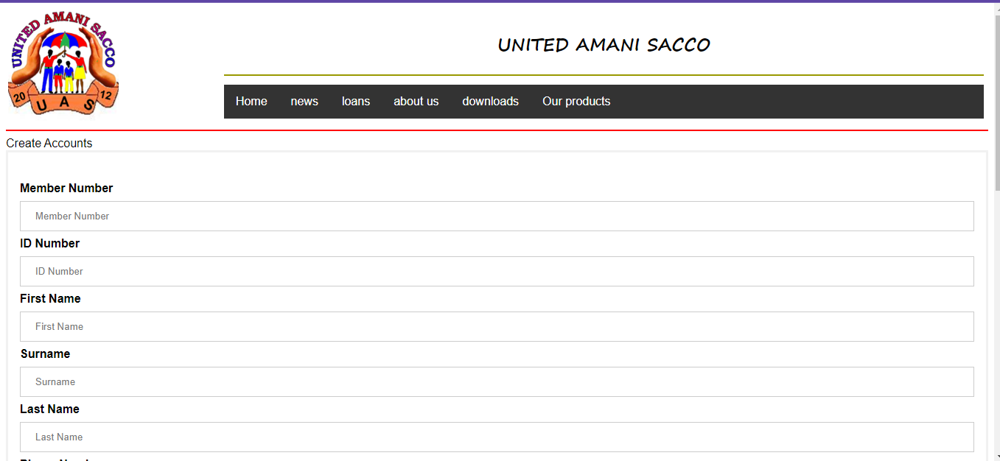 UNITED AMANI SACCO
20 UAS 12
UNITED AMANI SACCO
Home news loans about us downloads Our products
Create Accounts
Member Number
Member Number
ID Number
ID Number
First Name
First Name
Surname
Surname
Last Name
Last Name